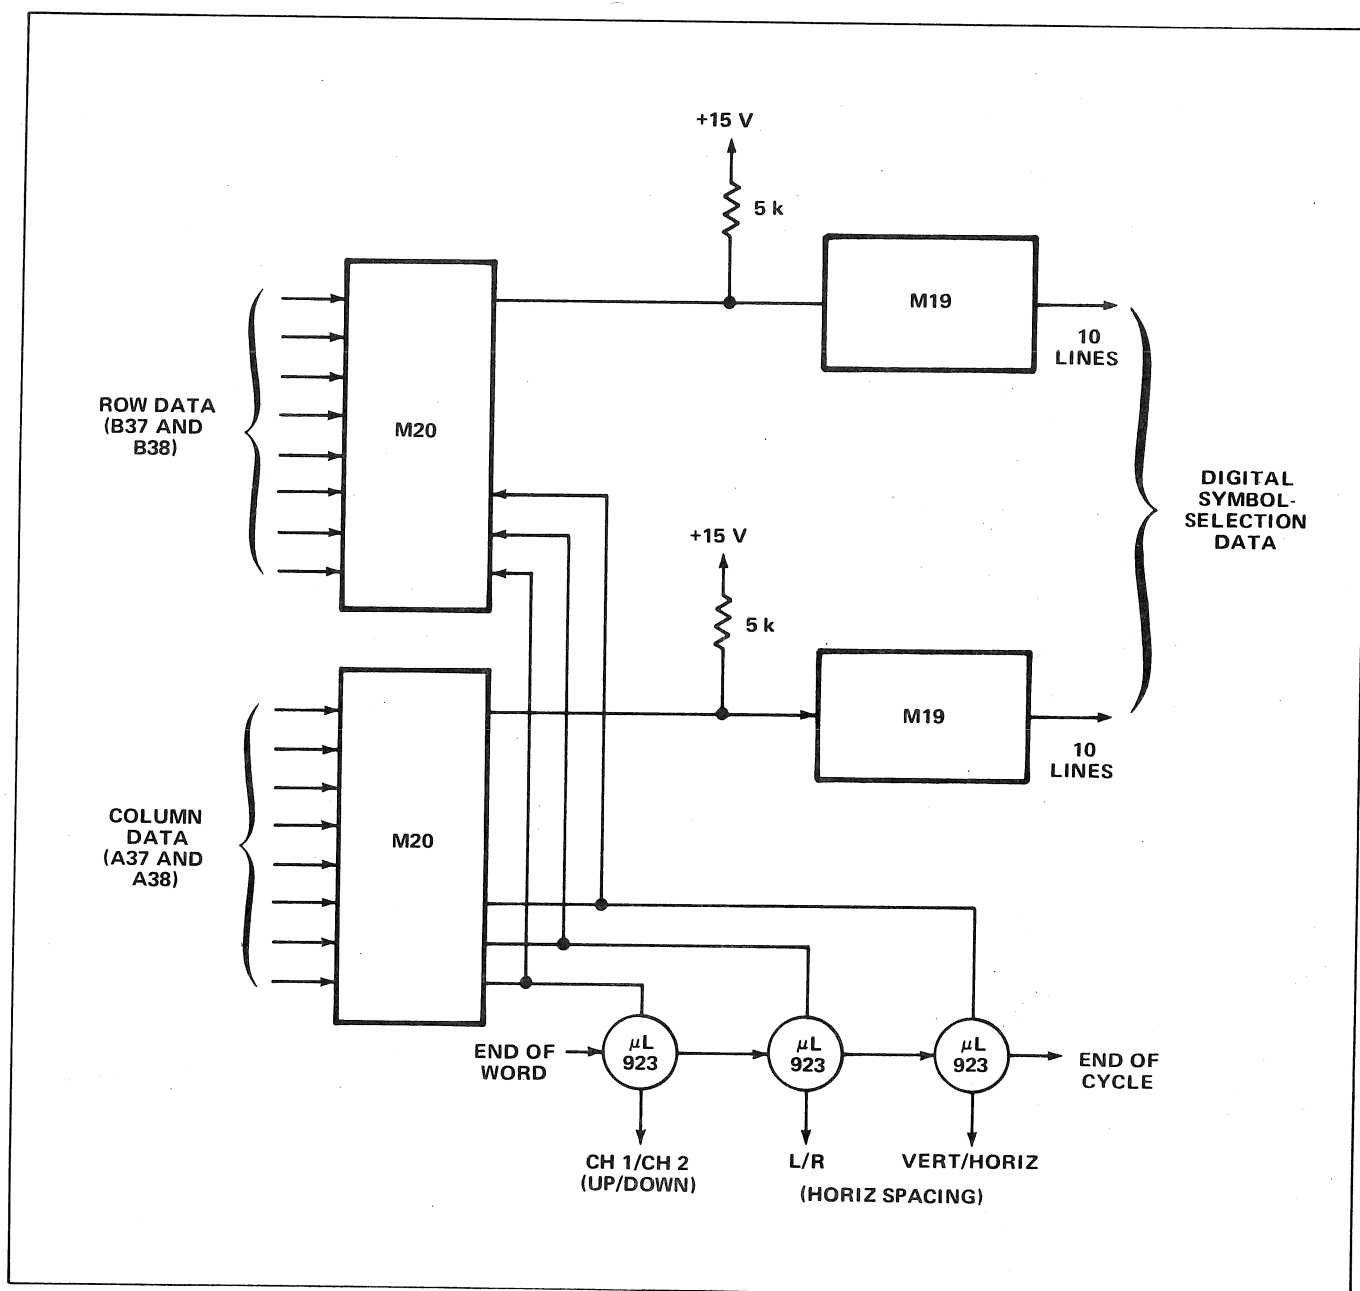 +15 V
5 k
M19
10
LINES
ROW DATA
(B37 AND
B38)
M20
DIGITAL
SYMBOL-
SELECTION
DATA
+15 V
5 k
M19
10
LINES
COLUMN
DATA
(A37 AND
A38)
M20
END OF
WORD
µL
923
µL
923
µL
923
END OF
CYCLE
CH 1/CH 2
(UP/DOWN)
L/R
VERT/HORIZ
(HORIZ SPACING)